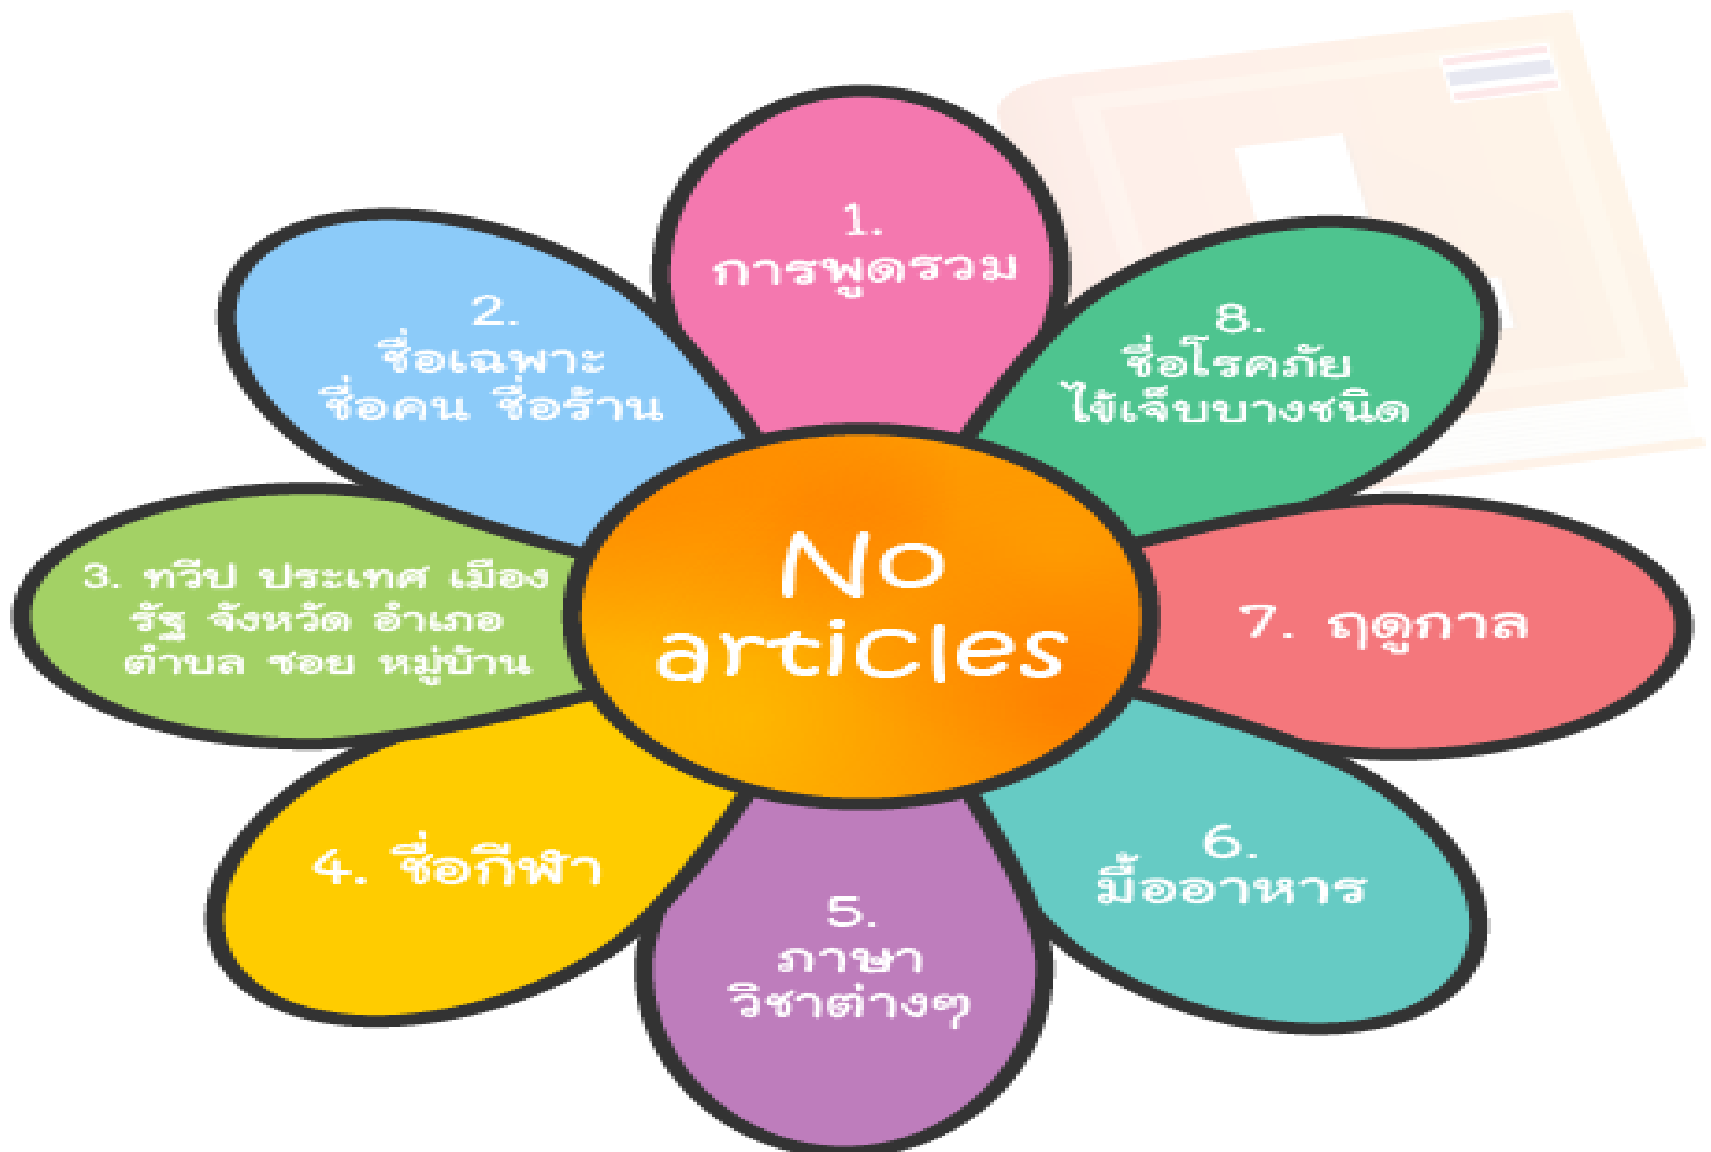 No
articles
1.
การพูดรวม
2.
ชื่อเฉพาะ
ชื่อคน ชื่อร้าน
3. ทวีป ประเทศ เมือง
รัฐ จังหวัด อำเภอ
ตำบล ซอย หมู่บ้าน
4. ชื่อกีฬา
5.
ภาษา
วิชาต่างๆ
6.
มื้ออาหาร
7. ฤดูกาล
8.
ชื่อโรคภัย
ไข้เจ็บบางชนิด